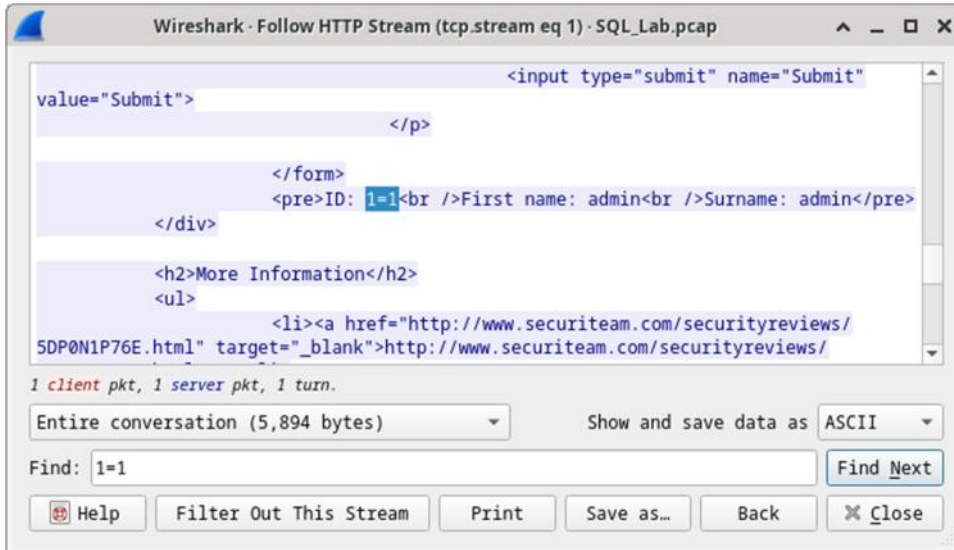 Wireshark · Follow HTTP Stream (tcp.stream eq 1) · SQL_Lab.pcap
<input type="submit" name="Submit"
value="Submit">
</p>
</form>
<pre>ID: 1=1<br />First name: admin<br />Surname: admin</pre>
</div>
<h2>More Information</h2>
<ul>
<li><a href="http://www.securiteam.com/securityreviews/
5DP0N1P76E.html" target="_blank">http://www.securiteam.com/securityreviews/
1 client pkt, 1 server pkt, 1 turn.
Entire conversation (5,894 bytes) Show and save data as ASCII
Find: 1=1 Find Next
Help Filter Out This Stream Print Save as… Back Close